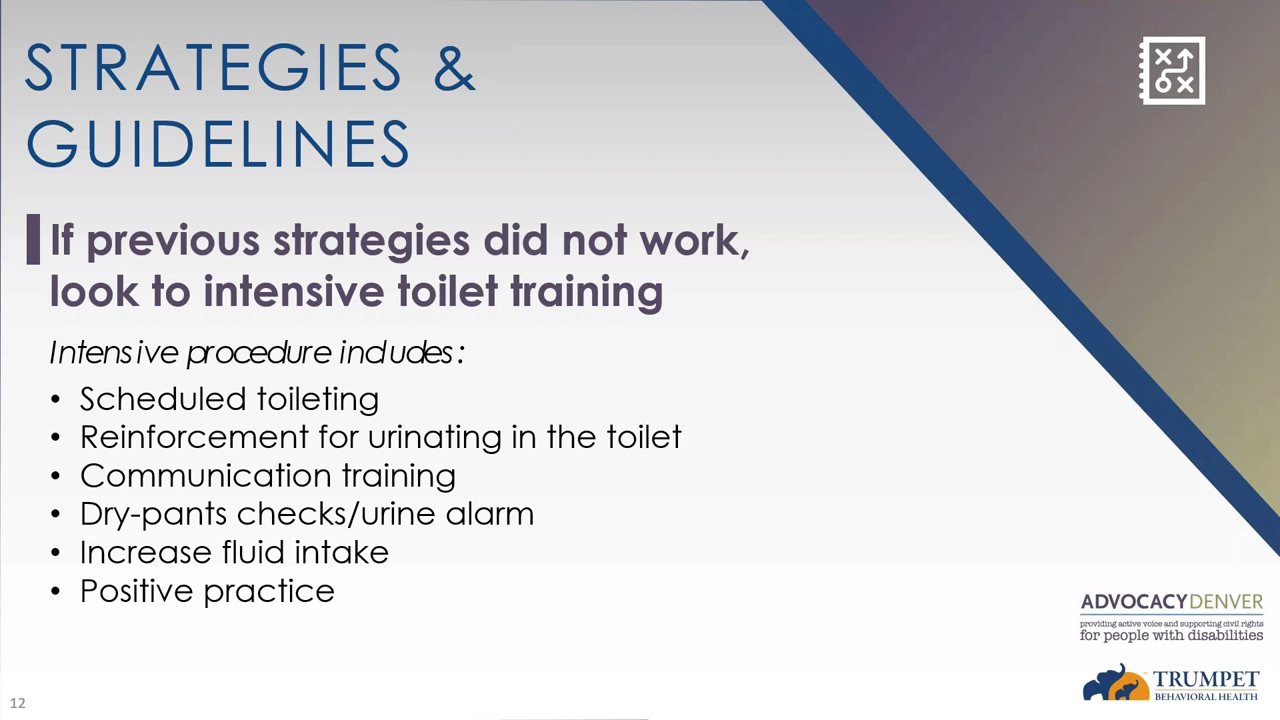 STRATEGIES &
GUIDELINES
If previous strategies did not work,
look to intensive toilet training
Intensive procedure includes:
• Scheduled toileting
• Reinforcement for urinating in the toilet
• Communication training
• Dry-pants checks/urine alarm
• Increase fluid intake
• Positive practice
ADVOCACYDENVER
providing active voice and supporting civil rights
for people with disabilities
TRUMPET
BEHAVIORAL HEALTH
12